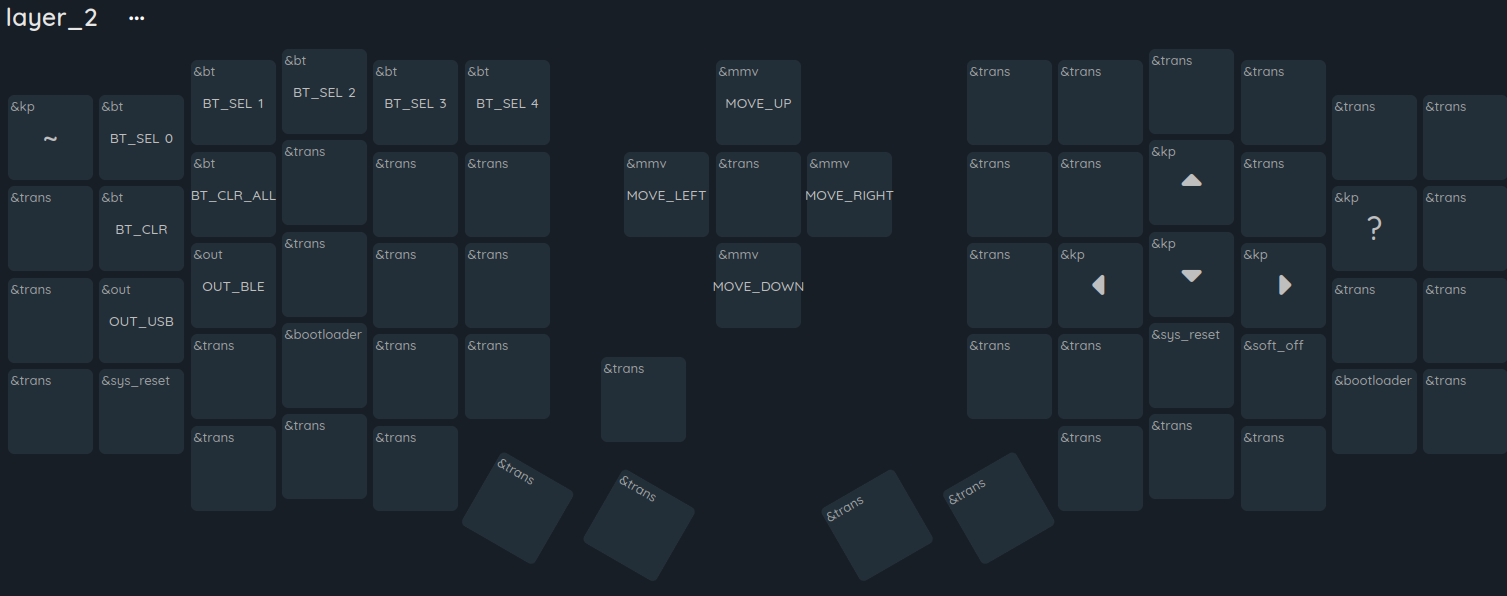 layer_2 ...
&kp
~
&bt
BT_SEL 0
&bt
BT_SEL 1
&bt
BT_SEL 2
&bt
BT_SEL 3
&bt
BT_SEL 4
&mmv
MOVE_UP
&trans
&trans
&trans
&trans
&trans
&trans
&trans
&bt
BT_CLR
&bt
BT_CLR_ALL
&trans
&trans
&trans
&mmv
MOVE_LEFT
&trans
&mmv
MOVE_RIGHT
&trans
&trans
&kp
&trans
&kp
?
&trans
&trans
&out
OUT_USB
&out
OUT_BLE
&trans
&trans
&trans
&mmv
MOVE_DOWN
&trans
&kp
&kp
&kp
&trans
&trans
&trans
&sys_reset
&trans
&bootloader
&trans
&trans
&trans
&trans
&trans
&sys_reset
&soft_off
&bootloader
&trans
&trans
&trans
&trans
&trans
&trans
&trans
&trans
&trans
&trans
&trans